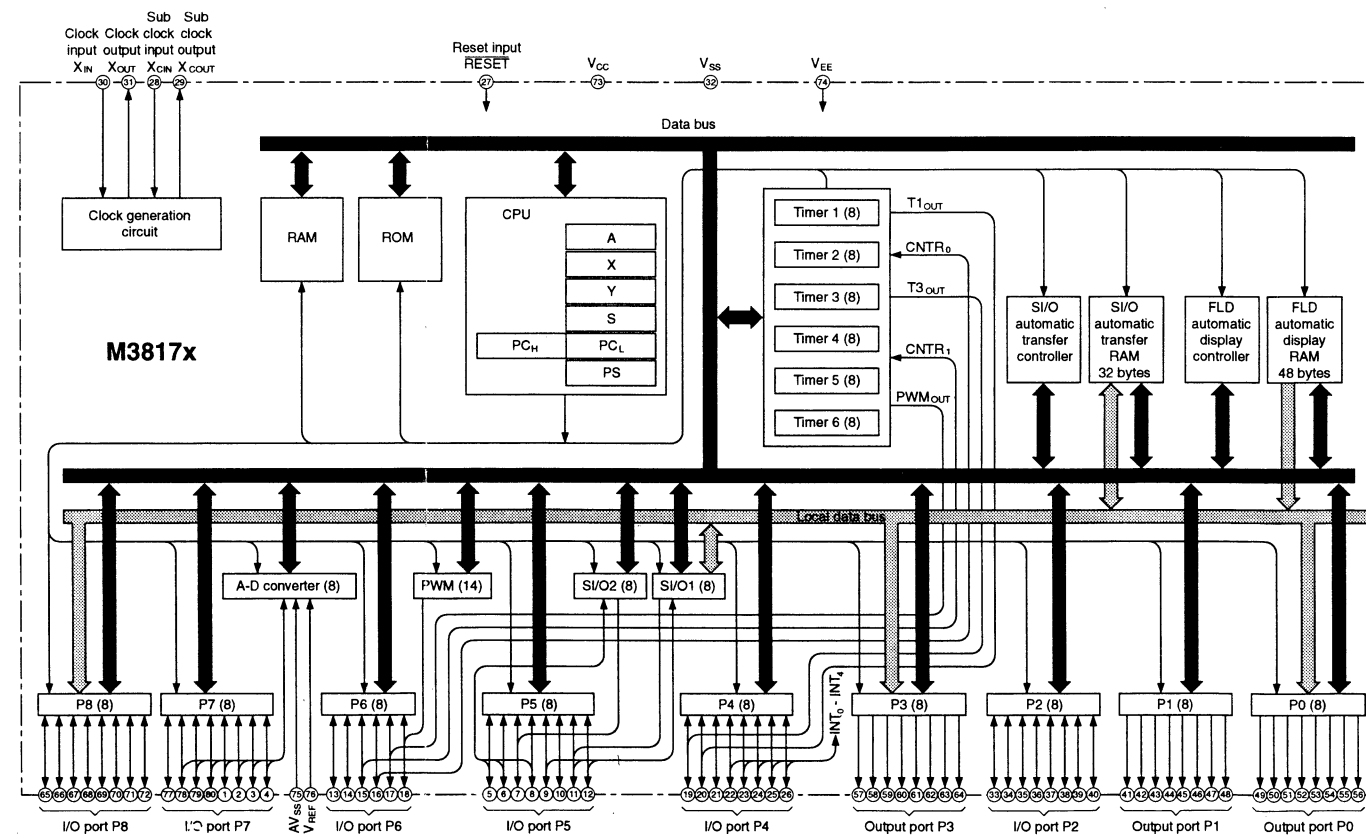 Clock input XIN
Clock output XOUT
Sub clock input XCIN
Sub clock output XCOUT
Reset input RESET
VCC
VSS
VEE
30 31 28 29 27 73 32 74
Data bus
Clock generation circuit
RAM
ROM
CPU
A
X
Y
S
PCH PCL
PS
M3817x
Timer 1 (8)
Timer 2 (8)
Timer 3 (8)
Timer 4 (8)
Timer 5 (8)
Timer 6 (8)
T1OUT
CNTR0
T3OUT
CNTR1
PWMOUT
SI/O automatic transfer controller
SI/O automatic transfer RAM 32 bytes
FLD automatic display controller
FLD automatic display RAM 48 bytes
Local data bus
A-D converter (8)
PWM (14)
SI/O2 (8)
SI/O1 (8)
INT0 - INT4
P8 (8)
P7 (8)
P6 (8)
P5 (8)
P4 (8)
P3 (8)
P2 (8)
P1 (8)
P0 (8)
65 66 67 68 69 70 71 72
77 78 79 80 1 2 3 4
75 76
13 14 15 16 17 18
5 6 7 8 9 10 11 12
19 20 21 22 23 24 25 26
57 58 59 60 61 62 63 64
33 34 35 36 37 38 39 40
41 42 43 44 45 46 47 48
49 50 51 52 53 54 55 56
I/O port P8
I/O port P7
AVSS
VREF
I/O port P6
I/O port P5
I/O port P4
Output port P3
I/O port P2
Output port P1
Output port P0